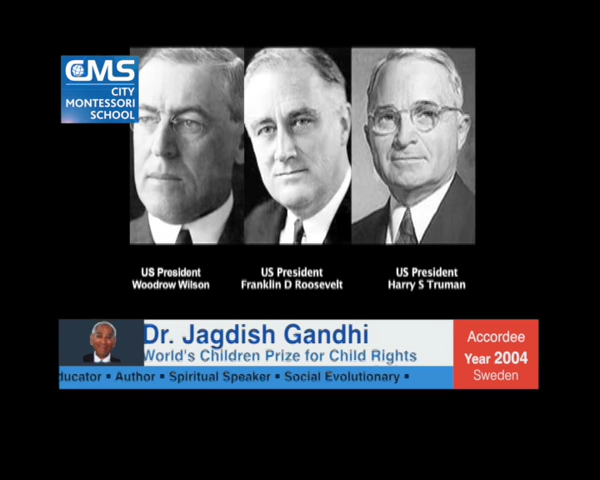 CMS
CITY
MONTESSORI
SCHOOL
US President
Woodrow Wilson
US President
Franklin D Roosevelt
US President
Harry S Truman
Dr. Jagdish Gandhi
World's Children Prize for Child Rights
ducator ▪ Author ▪ Spiritual Speaker ▪ Social Evolutionary ▪
Accordee
Year 2004
Sweden